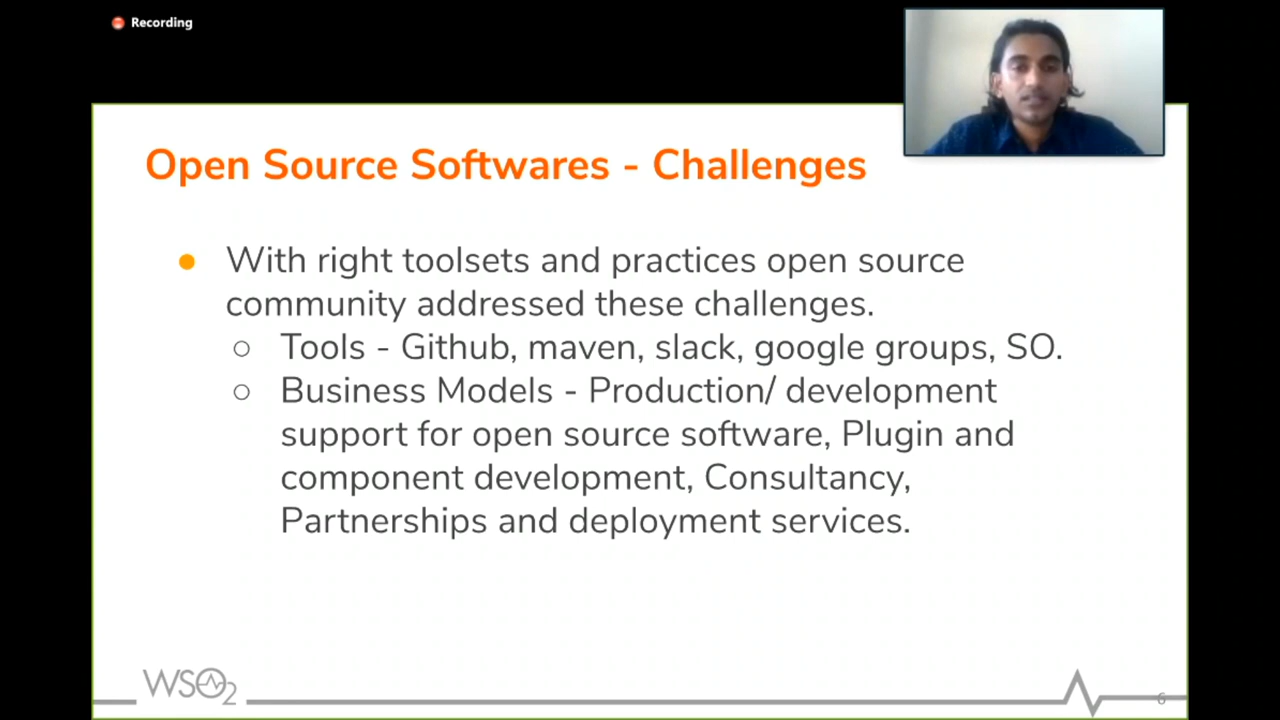 Recording
Open Source Softwares - Challenges
With right toolsets and practices open source
community addressed these challenges.
Tools - Github, maven, slack, google groups, SO.
Business Models - Production/ development
support for open source software, Plugin and
component development, Consultancy,
Partnerships and deployment services.
WSO2
6